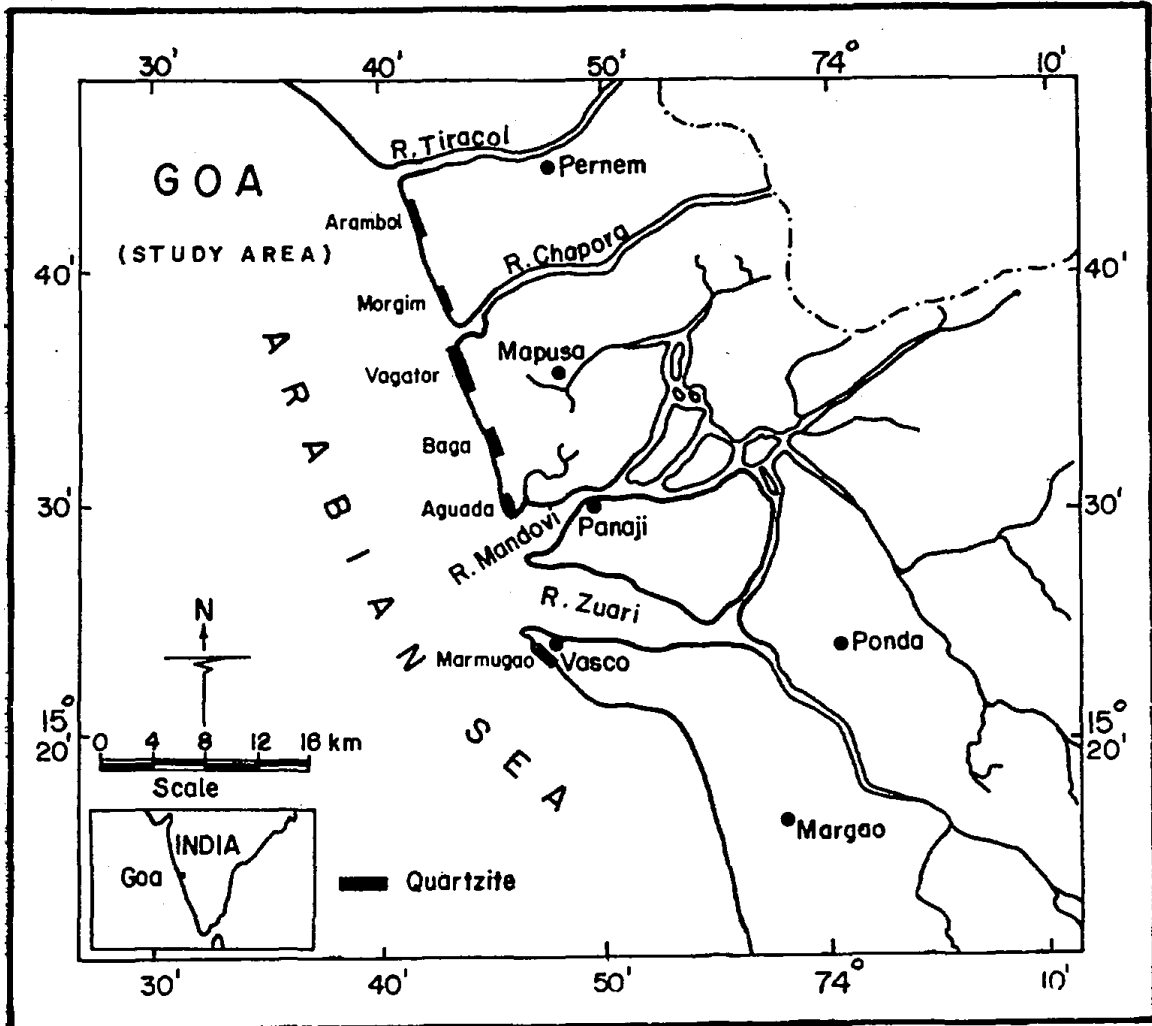 30'
40'
50'
74°
10'
R. Tiracol
Pernem
GOA
Arambol
(STUDY AREA)
R. Chapora
40'
40'
Morgim
Mapusa
Vagator
Baga
Aguada
30'
30'
Panaji
R. Mandovi
ARABIAN SEA
R. Zuari
N
Ponda
Marmugao
Vasco
15°
20'
15°
20'
0 4 8 12 16 km
Scale
INDIA
Goa
Margao
Quartzite
30'
40'
50'
74°
10'